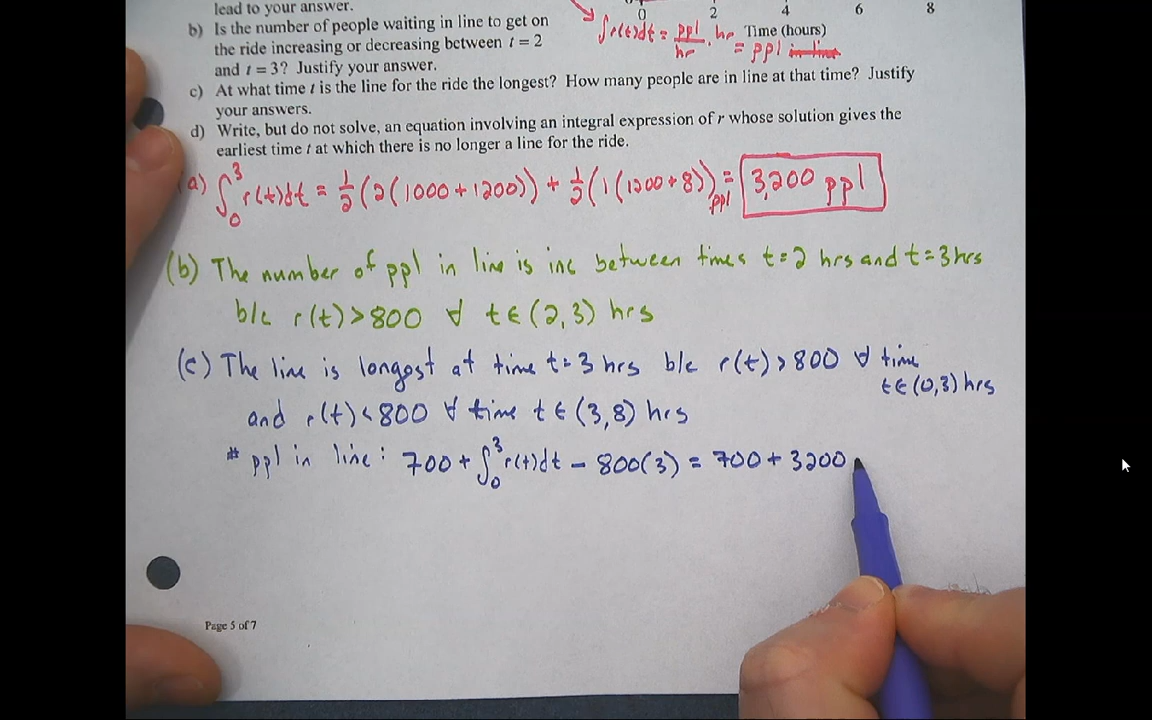 lead to your answer.
0 2 4 6 8
b) Is the number of people waiting in line to get on
the ride increasing or decreasing between t = 2
and t = 3? Justify your answer.
∫r(t)dt = ppl/hr · hr
Time (hours)
= ppl in line
c) At what time t is the line for the ride the longest? How many people are in line at that time? Justify
your answers.
d) Write, but do not solve, an equation involving an integral expression of r whose solution gives the
earliest time t at which there is no longer a line for the ride.
(a) ∫₀³ r(t)dt = ½(2(1000+1200)) + ½(1(1200+8)) ppl = 3,200 ppl
(b) The number of ppl in line is inc between times t=2 hrs and t=3 hrs
b/c r(t)>800 ∀ t∈(2,3) hrs
(c) The line is longest at time t=3 hrs b/c r(t)>800 ∀ time
t∈(0,3) hrs
and r(t)<800 ∀ time t∈(3,8) hrs
# ppl in line: 700 + ∫₀³ r(t)dt − 800(3) = 700 + 3200
Page 5 of 7